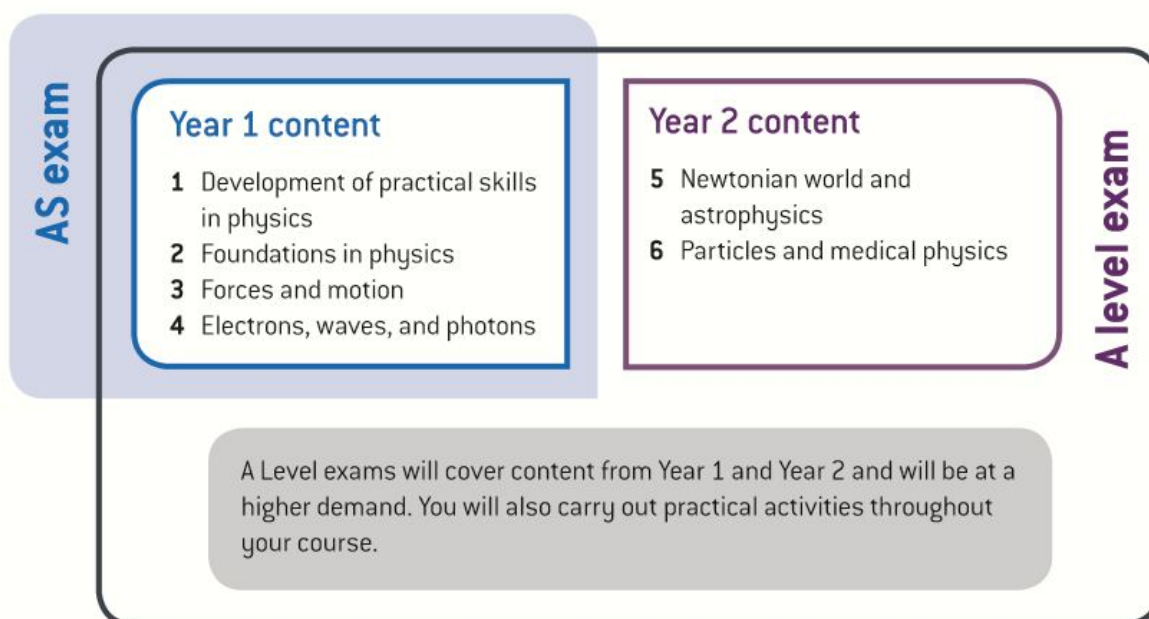 AS exam
Year 1 content
1 Development of practical skills
in physics
2 Foundations in physics
3 Forces and motion
4 Electrons, waves, and photons
Year 2 content
5 Newtonian world and
astrophysics
6 Particles and medical physics
A level exam
A Level exams will cover content from Year 1 and Year 2 and will be at a
higher demand. You will also carry out practical activities throughout
your course.